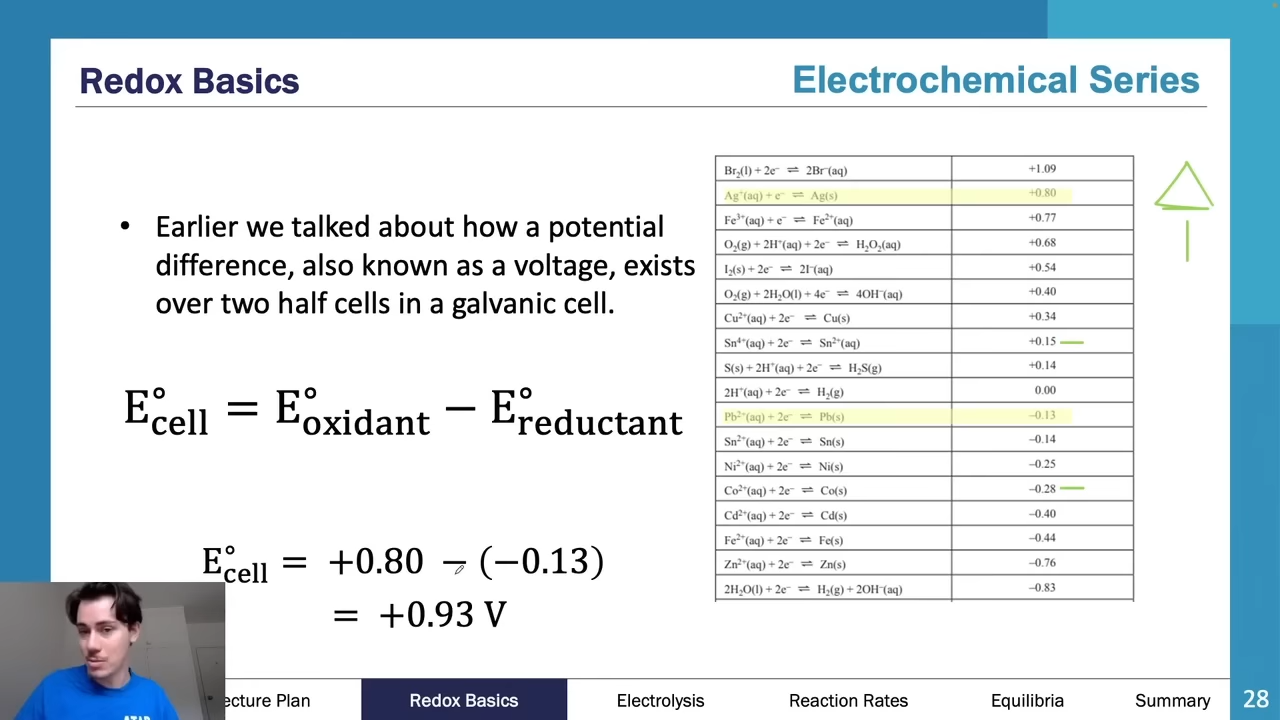 Redox Basics
Electrochemical Series
• Earlier we talked about how a potential
difference, also known as a voltage, exists
over two half cells in a galvanic cell.
E°cell = E°oxidant − E°reductant
E°cell = +0.80 − (−0.13)
= +0.93 V
Br₂(l) + 2e⁻ ⇌ 2Br⁻(aq) +1.09
Ag⁺(aq) + e⁻ ⇌ Ag(s) +0.80
Fe³⁺(aq) + e⁻ ⇌ Fe²⁺(aq) +0.77
O₂(g) + 2H⁺(aq) + 2e⁻ ⇌ H₂O₂(aq) +0.68
I₂(s) + 2e⁻ ⇌ 2I⁻(aq) +0.54
O₂(g) + 2H₂O(l) + 4e⁻ ⇌ 4OH⁻(aq) +0.40
Cu²⁺(aq) + 2e⁻ ⇌ Cu(s) +0.34
Sn⁴⁺(aq) + 2e⁻ ⇌ Sn²⁺(aq) +0.15
S(s) + 2H⁺(aq) + 2e⁻ ⇌ H₂S(g) +0.14
2H⁺(aq) + 2e⁻ ⇌ H₂(g) 0.00
Pb²⁺(aq) + 2e⁻ ⇌ Pb(s) −0.13
Sn²⁺(aq) + 2e⁻ ⇌ Sn(s) −0.14
Ni²⁺(aq) + 2e⁻ ⇌ Ni(s) −0.25
Co²⁺(aq) + 2e⁻ ⇌ Co(s) −0.28
Cd²⁺(aq) + 2e⁻ ⇌ Cd(s) −0.40
Fe²⁺(aq) + 2e⁻ ⇌ Fe(s) −0.44
Zn²⁺(aq) + 2e⁻ ⇌ Zn(s) −0.76
2H₂O(l) + 2e⁻ ⇌ H₂(g) + 2OH⁻(aq) −0.83
ecture Plan Redox Basics Electrolysis Reaction Rates Equilibria Summary 28